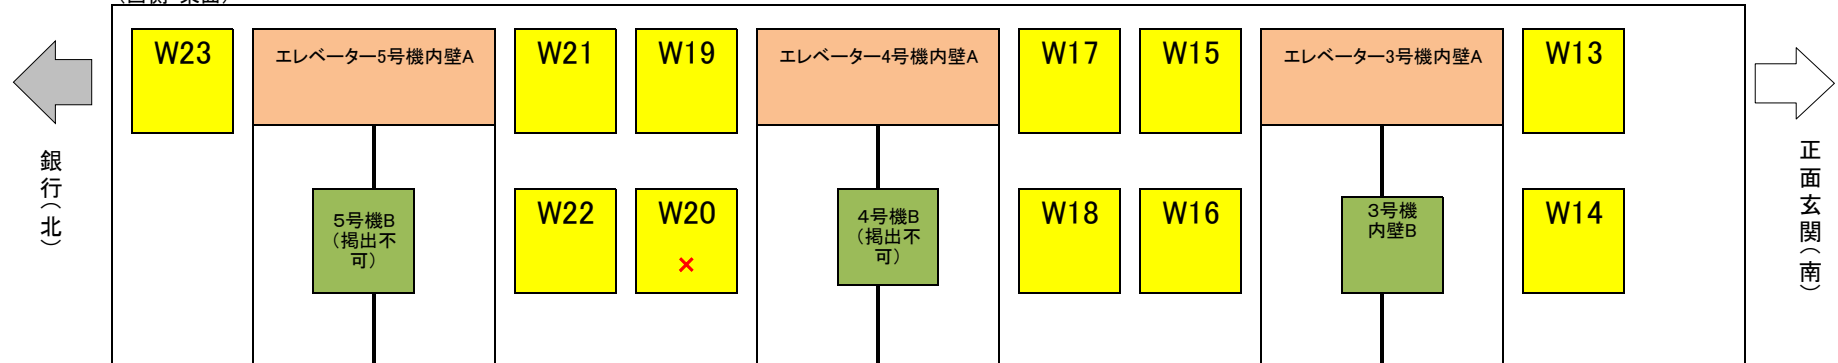 W23
エレベーター5号機内壁A
W21
W19
エレベーター4号機内壁A
W17
W15
エレベーター3号機内壁A
W13
銀行(北)
正面玄関(南)
5号機B
(掲出不
可)
W22
W20
×
4号機B
(掲出不
可)
W18
W16
3号機
内壁B
W14